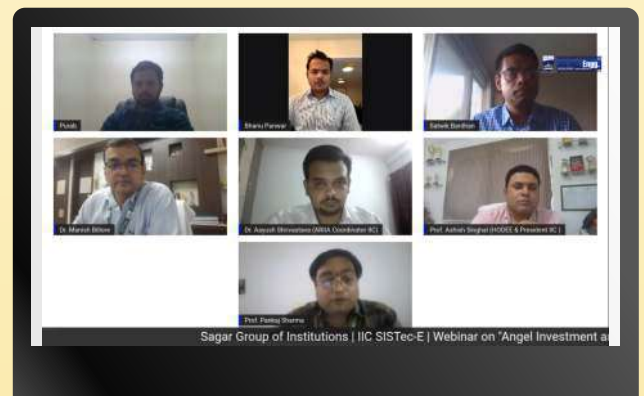 Engg.
Purab
Bhanu Panwar
Satwik Bardhan
Dr. Manish Billore
Dr. Aayush Shrivastava (ARIIA Coordinator IIC)
Prof. Ashish Singhal (HODEE & President IIC )
Prof. Pankaj Sharma
Sagar Group of Institutions | IIC SISTec-E | Webinar on "Angel Investment a